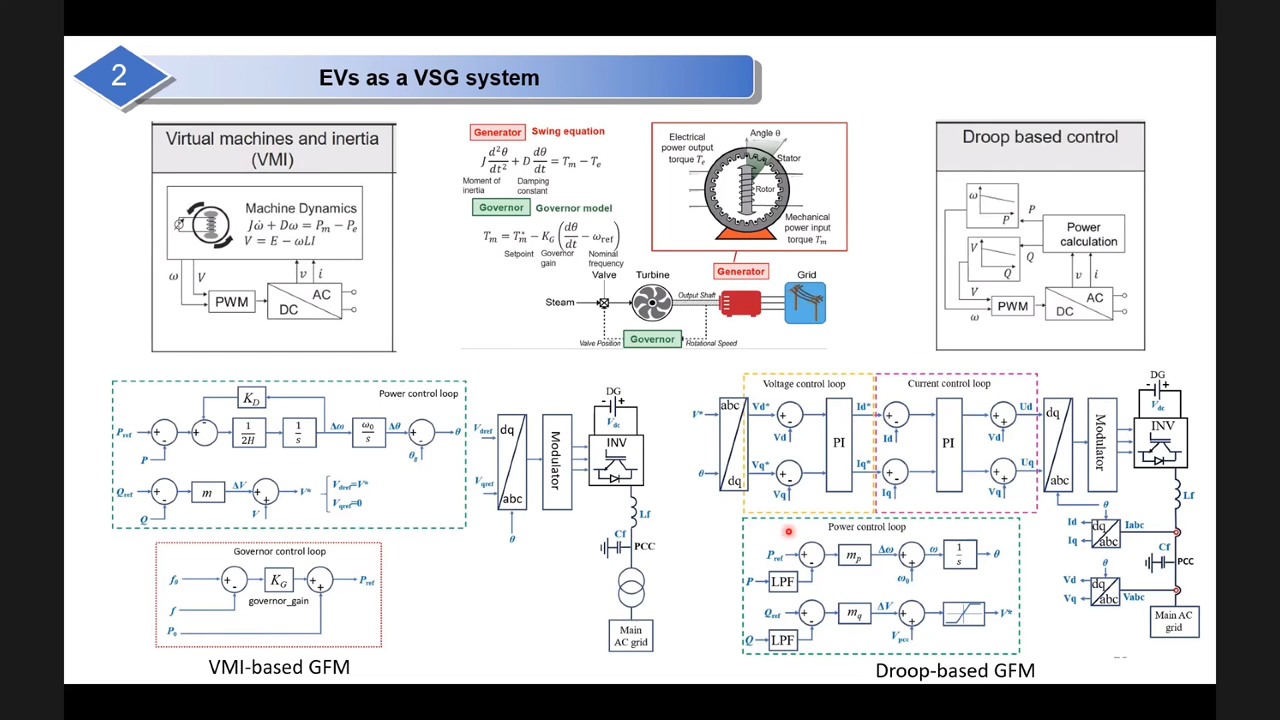 2
EVs as a VSG system
Virtual machines and inertia
(VMI)
Machine Dynamics
Jω̇ + Dω = Pm − Pe
V = E − ωLI
ω
V
v
i
PWM
AC
DC
Generator Swing equation
J d²θ/dt² + D dθ/dt = Tm − Te
Moment of inertia
Damping constant
Governor Governor model
Tm = T*m − KG (dθ/dt − ωref)
Setpoint
Governor gain
Nominal frequency
Electrical power output torque Te
Angle θ
Stator
Rotor
Mechanical power input torque Tm
Generator
Valve
Turbine
Grid
Steam
Output Shaft
Governor
Valve Position
Rotational Speed
Droop based control
ω
P
P
Power calculation
V
Q
Q
V
ω
v
i
PWM
AC
DC
Power control loop
KD
Pref
P
1/2H
1/s
Δω
ω0/s
Δθ
θ
θg
Qref
Q
m
ΔV
V
V*
Vdref=V*
Vqref=0
Governor control loop
f0
f
KG
governor_gain
P0
Pref
Vdref
Vqref
dq
abc
θ
Modulator
DG
Vdc
INV
Lf
Cf
PCC
Main
AC grid
VMI-based GFM
Voltage control loop
Current control loop
V*
θ
abc
dq
Vd*
Vd
Vq*
Vq
PI
Id*
Id
Iq*
Iq
PI
Ud
Vd
Uq
Vq
dq
abc
θ
Modulator
DG
Vdc
INV
Lf
Id
Iq
dq
abc
Iabc
Cf
PCC
θ
Vd
Vq
dq
abc
Vabc
Main AC
grid
Power control loop
Pref
P
LPF
mp
Δω
ω0
ω
1/s
θ
Qref
Q
LPF
mq
ΔV
Vpcc
V*
Droop-based GFM